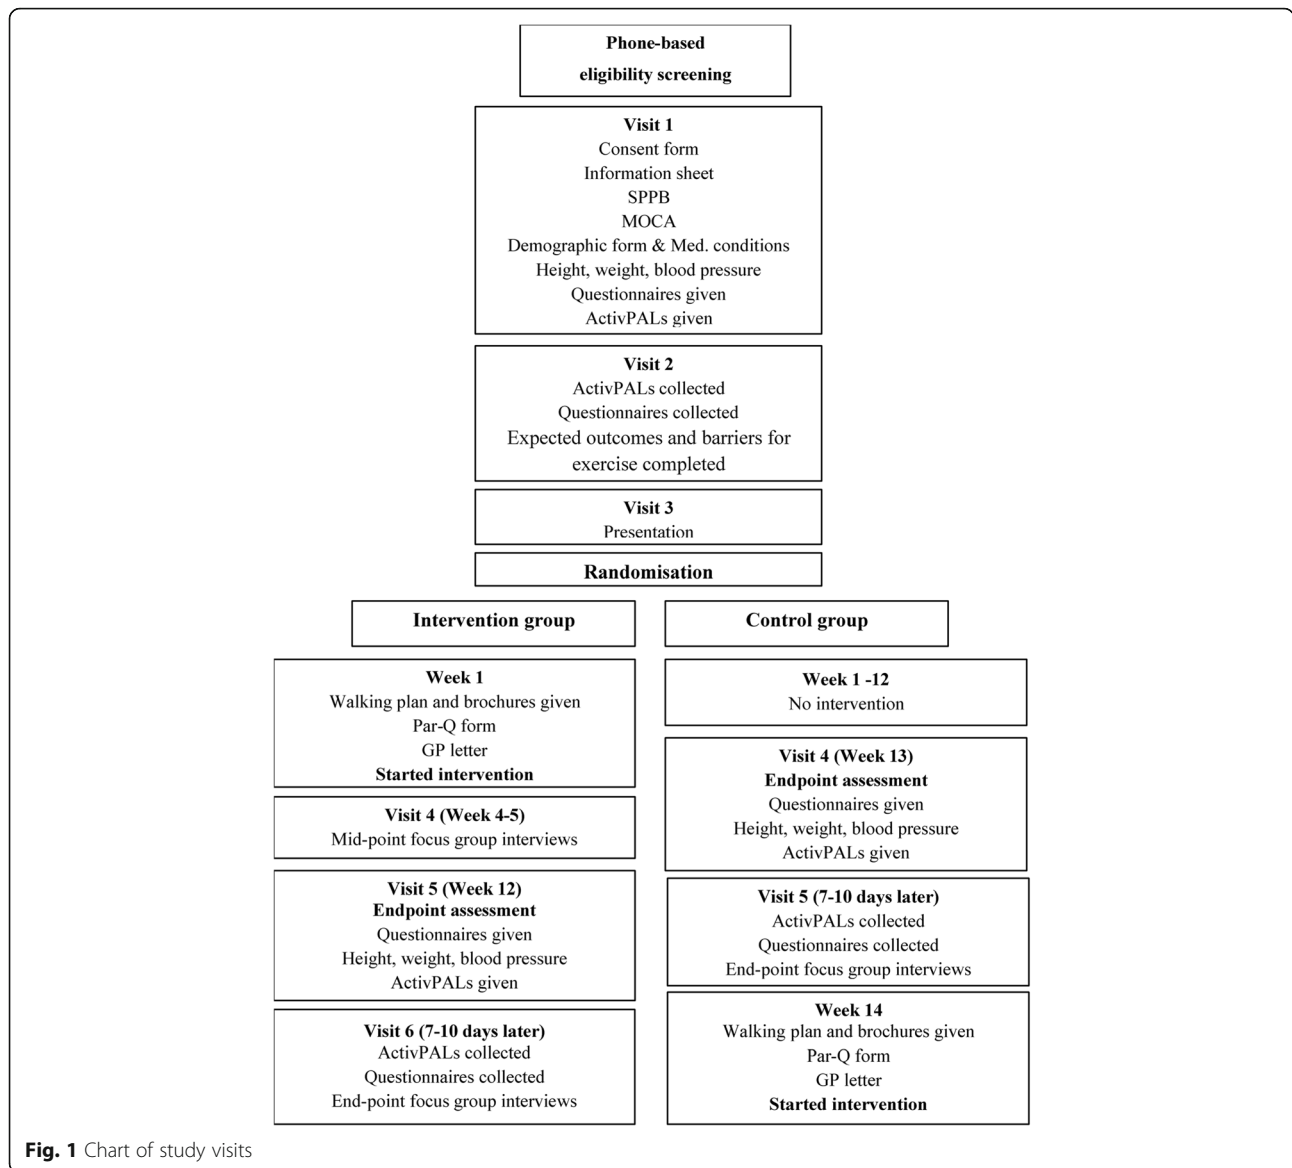 Phone-based
eligibility screening
Visit 1
Consent form
Information sheet
SPPB
MOCA
Demographic form & Med. conditions
Height, weight, blood pressure
Questionnaires given
ActivPALs given
Visit 2
ActivPALs collected
Questionnaires collected
Expected outcomes and barriers for
exercise completed
Visit 3
Presentation
Randomisation
Intervention group
Week 1
Walking plan and brochures given
Par-Q form
GP letter
Started intervention
Visit 4 (Week 4-5)
Mid-point focus group interviews
Visit 5 (Week 12)
Endpoint assessment
Questionnaires given
Height, weight, blood pressure
ActivPALs given
Visit 6 (7-10 days later)
ActivPALs collected
Questionnaires collected
End-point focus group interviews
Control group
Week 1 -12
No intervention
Visit 4 (Week 13)
Endpoint assessment
Questionnaires given
Height, weight, blood pressure
ActivPALs given
Visit 5 (7-10 days later)
ActivPALs collected
Questionnaires collected
End-point focus group interviews
Week 14
Walking plan and brochures given
Par-Q form
GP letter
Started intervention
Fig. 1 Chart of study visits